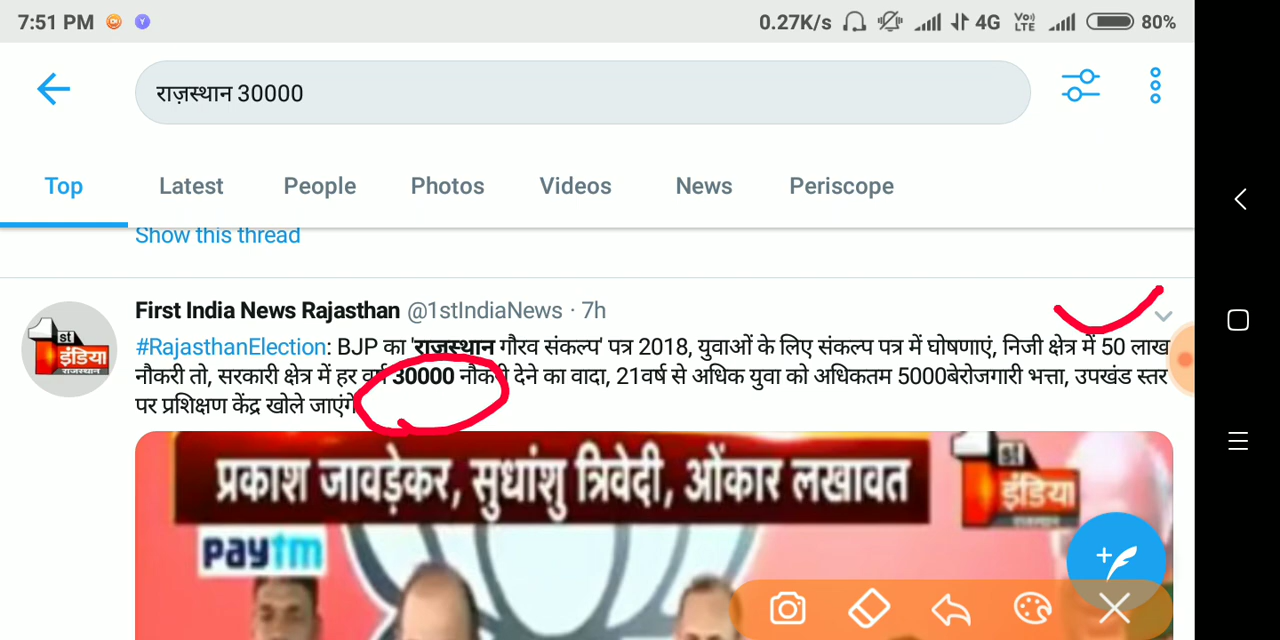 7:51 PM 0.27K/s 4G VoLTE 80%
राज़स्थान 30000
Top Latest People Photos Videos News Periscope
Show this thread
First India News Rajasthan @1stIndiaNews · 7h
#RajasthanElection: BJP का 'राजस्थान गौरव संकल्प' पत्र 2018, युवाओं के लिए संकल्प पत्र में घोषणाएं, निजी क्षेत्र में 50 लाख
नौकरी तो, सरकारी क्षेत्र में हर वर्ष 30000 नौकरी देने का वादा, 21वर्ष से अधिक युवा को अधिकतम 5000बेरोजगारी भत्ता, उपखंड स्तर
पर प्रशिक्षण केंद्र खोले जाएंगे
1st
इंडिया
राजस्थान
प्रकाश जावड़ेकर, सुधांशु त्रिवेदी, ओंकार लखावत
1st
इंडिया
राजस्थान
paytm